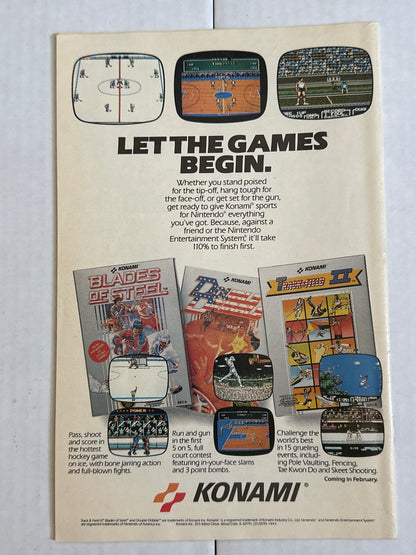 LET THE GAMES
BEGIN.
Whether you stand poised
for the tip-off, hang tough for
the face-off, or get set for the gun,
get ready to give Konami® sports
for Nintendo® everything
you've got. Because, against a
friend or the Nintendo
Entertainment System®, it'll take
110% to finish first.
KONAMI
BLADES
OF STEEL
KONAMI
KONAMI
TRACK & FIELD II
Pass, shoot
and score in
the hottest
hockey game
on ice, with bone jarring action
and full-blown fights.
Run and gun
in the first
5 on 5, full
court contest
featuring in-your-face slams
and 3 point bombs.
Challenge the
world's best
in 15 grueling
events, includ-
ing Pole Vaulting, Fencing,
Tae Kwon Do and Skeet Shooting.
Coming in February.
KONAMI®